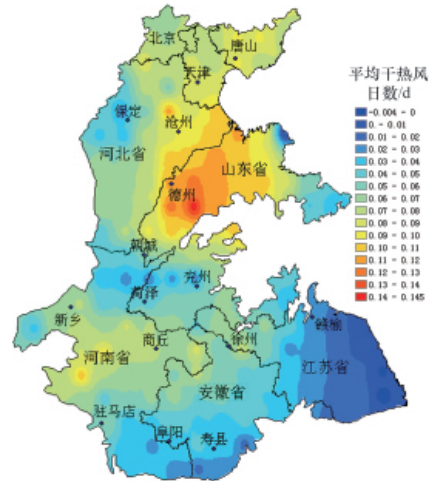 北京
唐山
天津
平均干热风
日数/d
-0.004 - 0
0. - 0.01
0.01 - 0.02
0.02 - 0.03
0.03 - 0.04
0.04 - 0.05
0.05 - 0.06
0.06 - 0.07
0.07 - 0.08
0.08 - 0.09
0.09 - 0.10
0.10 - 0.11
0.11 - 0.12
0.12 - 0.13
0.13 - 0.14
0.14 - 0.145
保定
沧州
河北省
山东省
德州
朝城
兖州
菏泽
新乡
赣榆
商丘
徐州
河南省
江苏省
安徽省
驻马店
阜阳
寿县